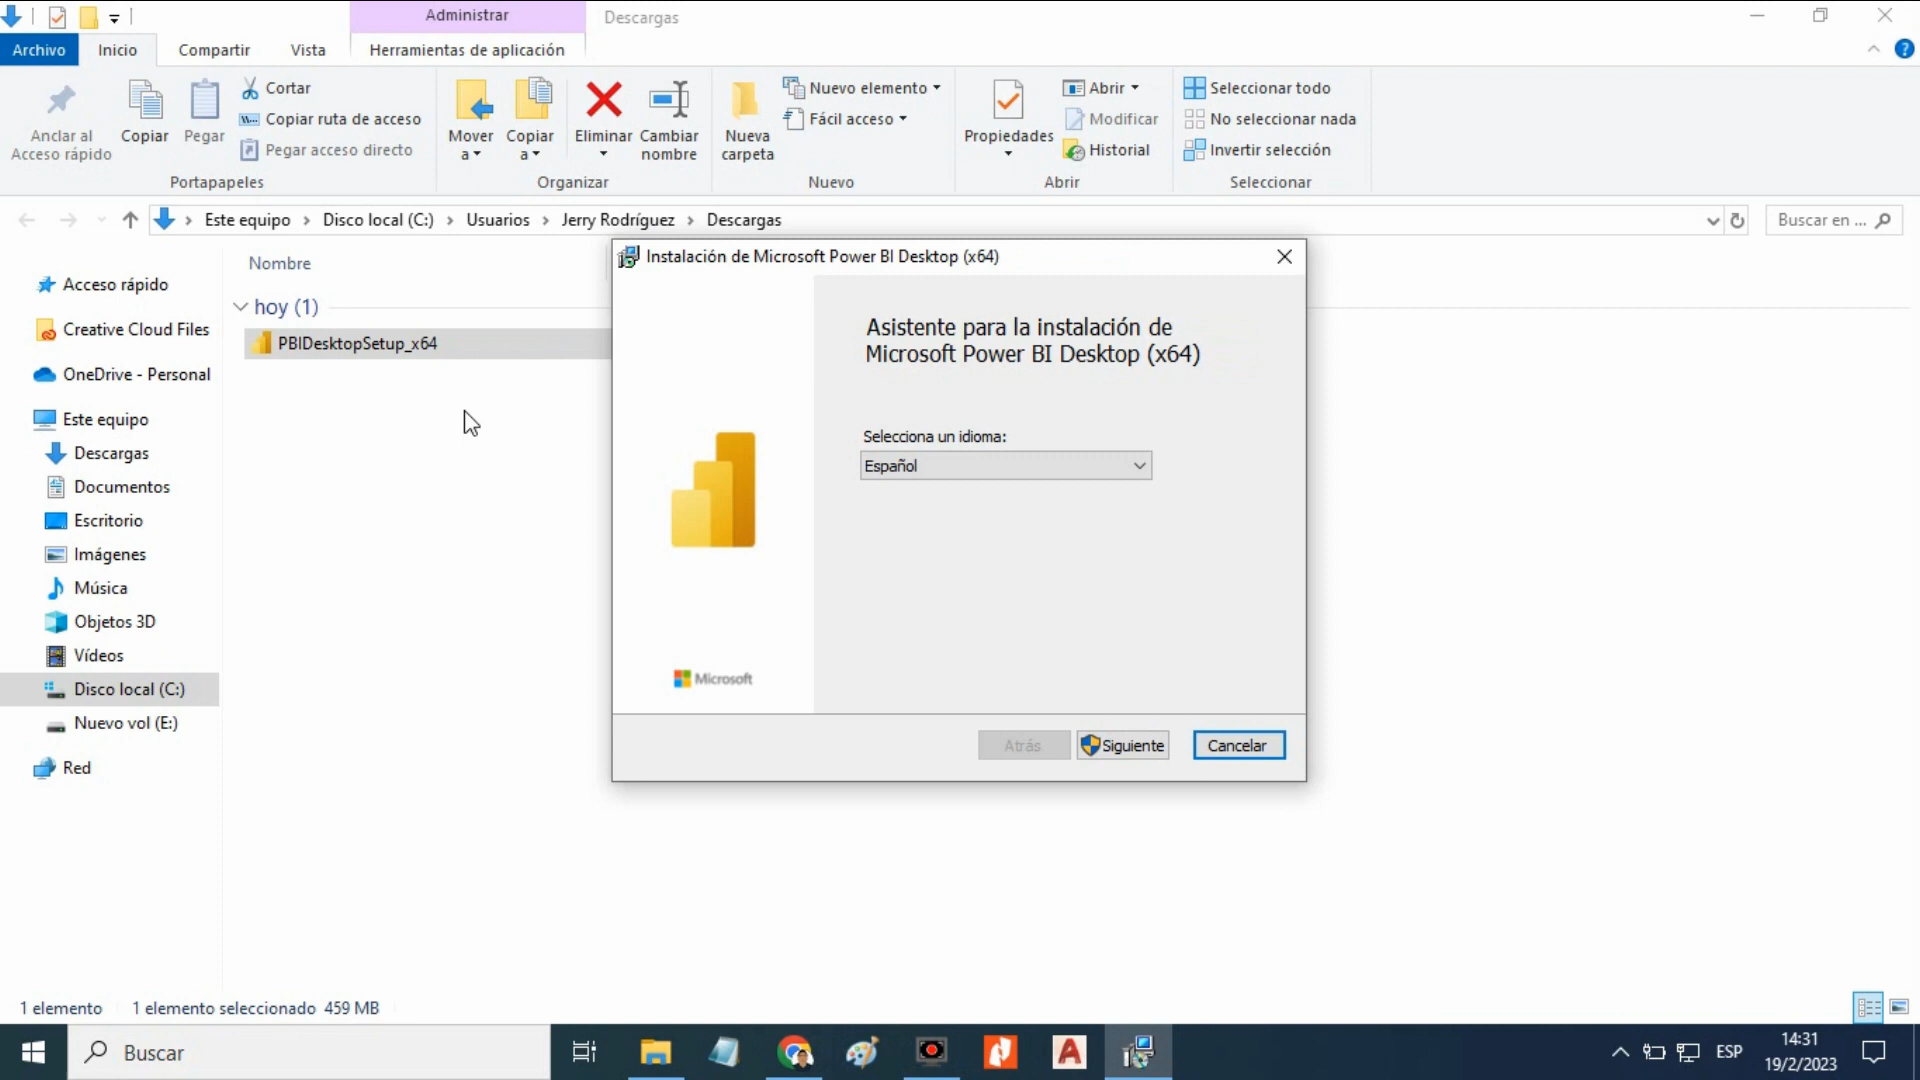 Administrar
Descargas
Archivo
Inicio
Compartir
Vista
Herramientas de aplicación
Anclar al
Acceso rápido
Copiar
Pegar
Cortar
Copiar ruta de acceso
Pegar acceso directo
Portapapeles
Mover
a
Copiar
a
Eliminar
Cambiar
nombre
Organizar
Nueva
carpeta
Nuevo elemento
Fácil acceso
Nuevo
Propiedades
Abrir
Modificar
Historial
Abrir
Seleccionar todo
No seleccionar nada
Invertir selección
Seleccionar
Este equipo
Disco local (C:)
Usuarios
Jerry Rodríguez
Descargas
Buscar en ...
Acceso rápido
Creative Cloud Files
OneDrive - Personal
Este equipo
Descargas
Documentos
Escritorio
Imágenes
Música
Objetos 3D
Vídeos
Disco local (C:)
Nuevo vol (E:)
Red
Nombre
hoy (1)
PBIDesktopSetup_x64
Instalación de Microsoft Power BI Desktop (x64)
Asistente para la instalación de
Microsoft Power BI Desktop (x64)
Selecciona un idioma:
Español
Microsoft
Atrás
Siguiente
Cancelar
1 elemento
1 elemento seleccionado 459 MB
Buscar
ESP
14:31
19/2/2023